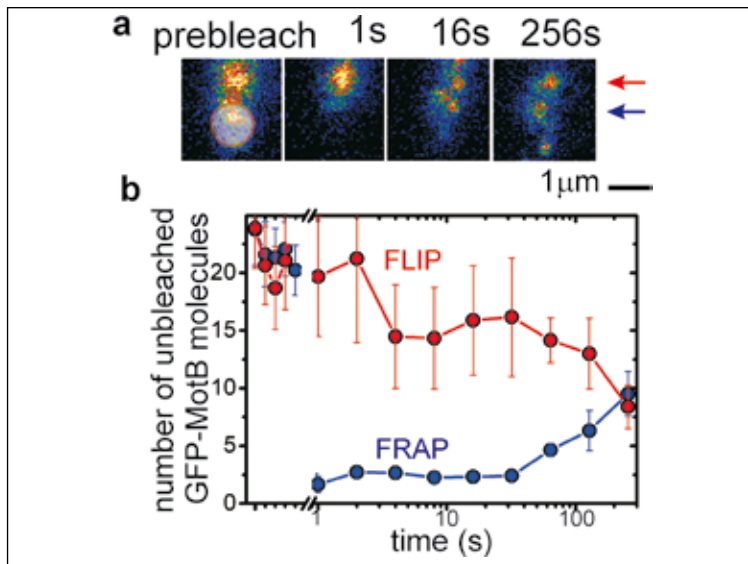 a
prebleach 1s 16s 256s
1μm
b
number of unbleached
GFP-MotB molecules
20
15
10
5
0
FLIP
FRAP
1 10 100
time (s)